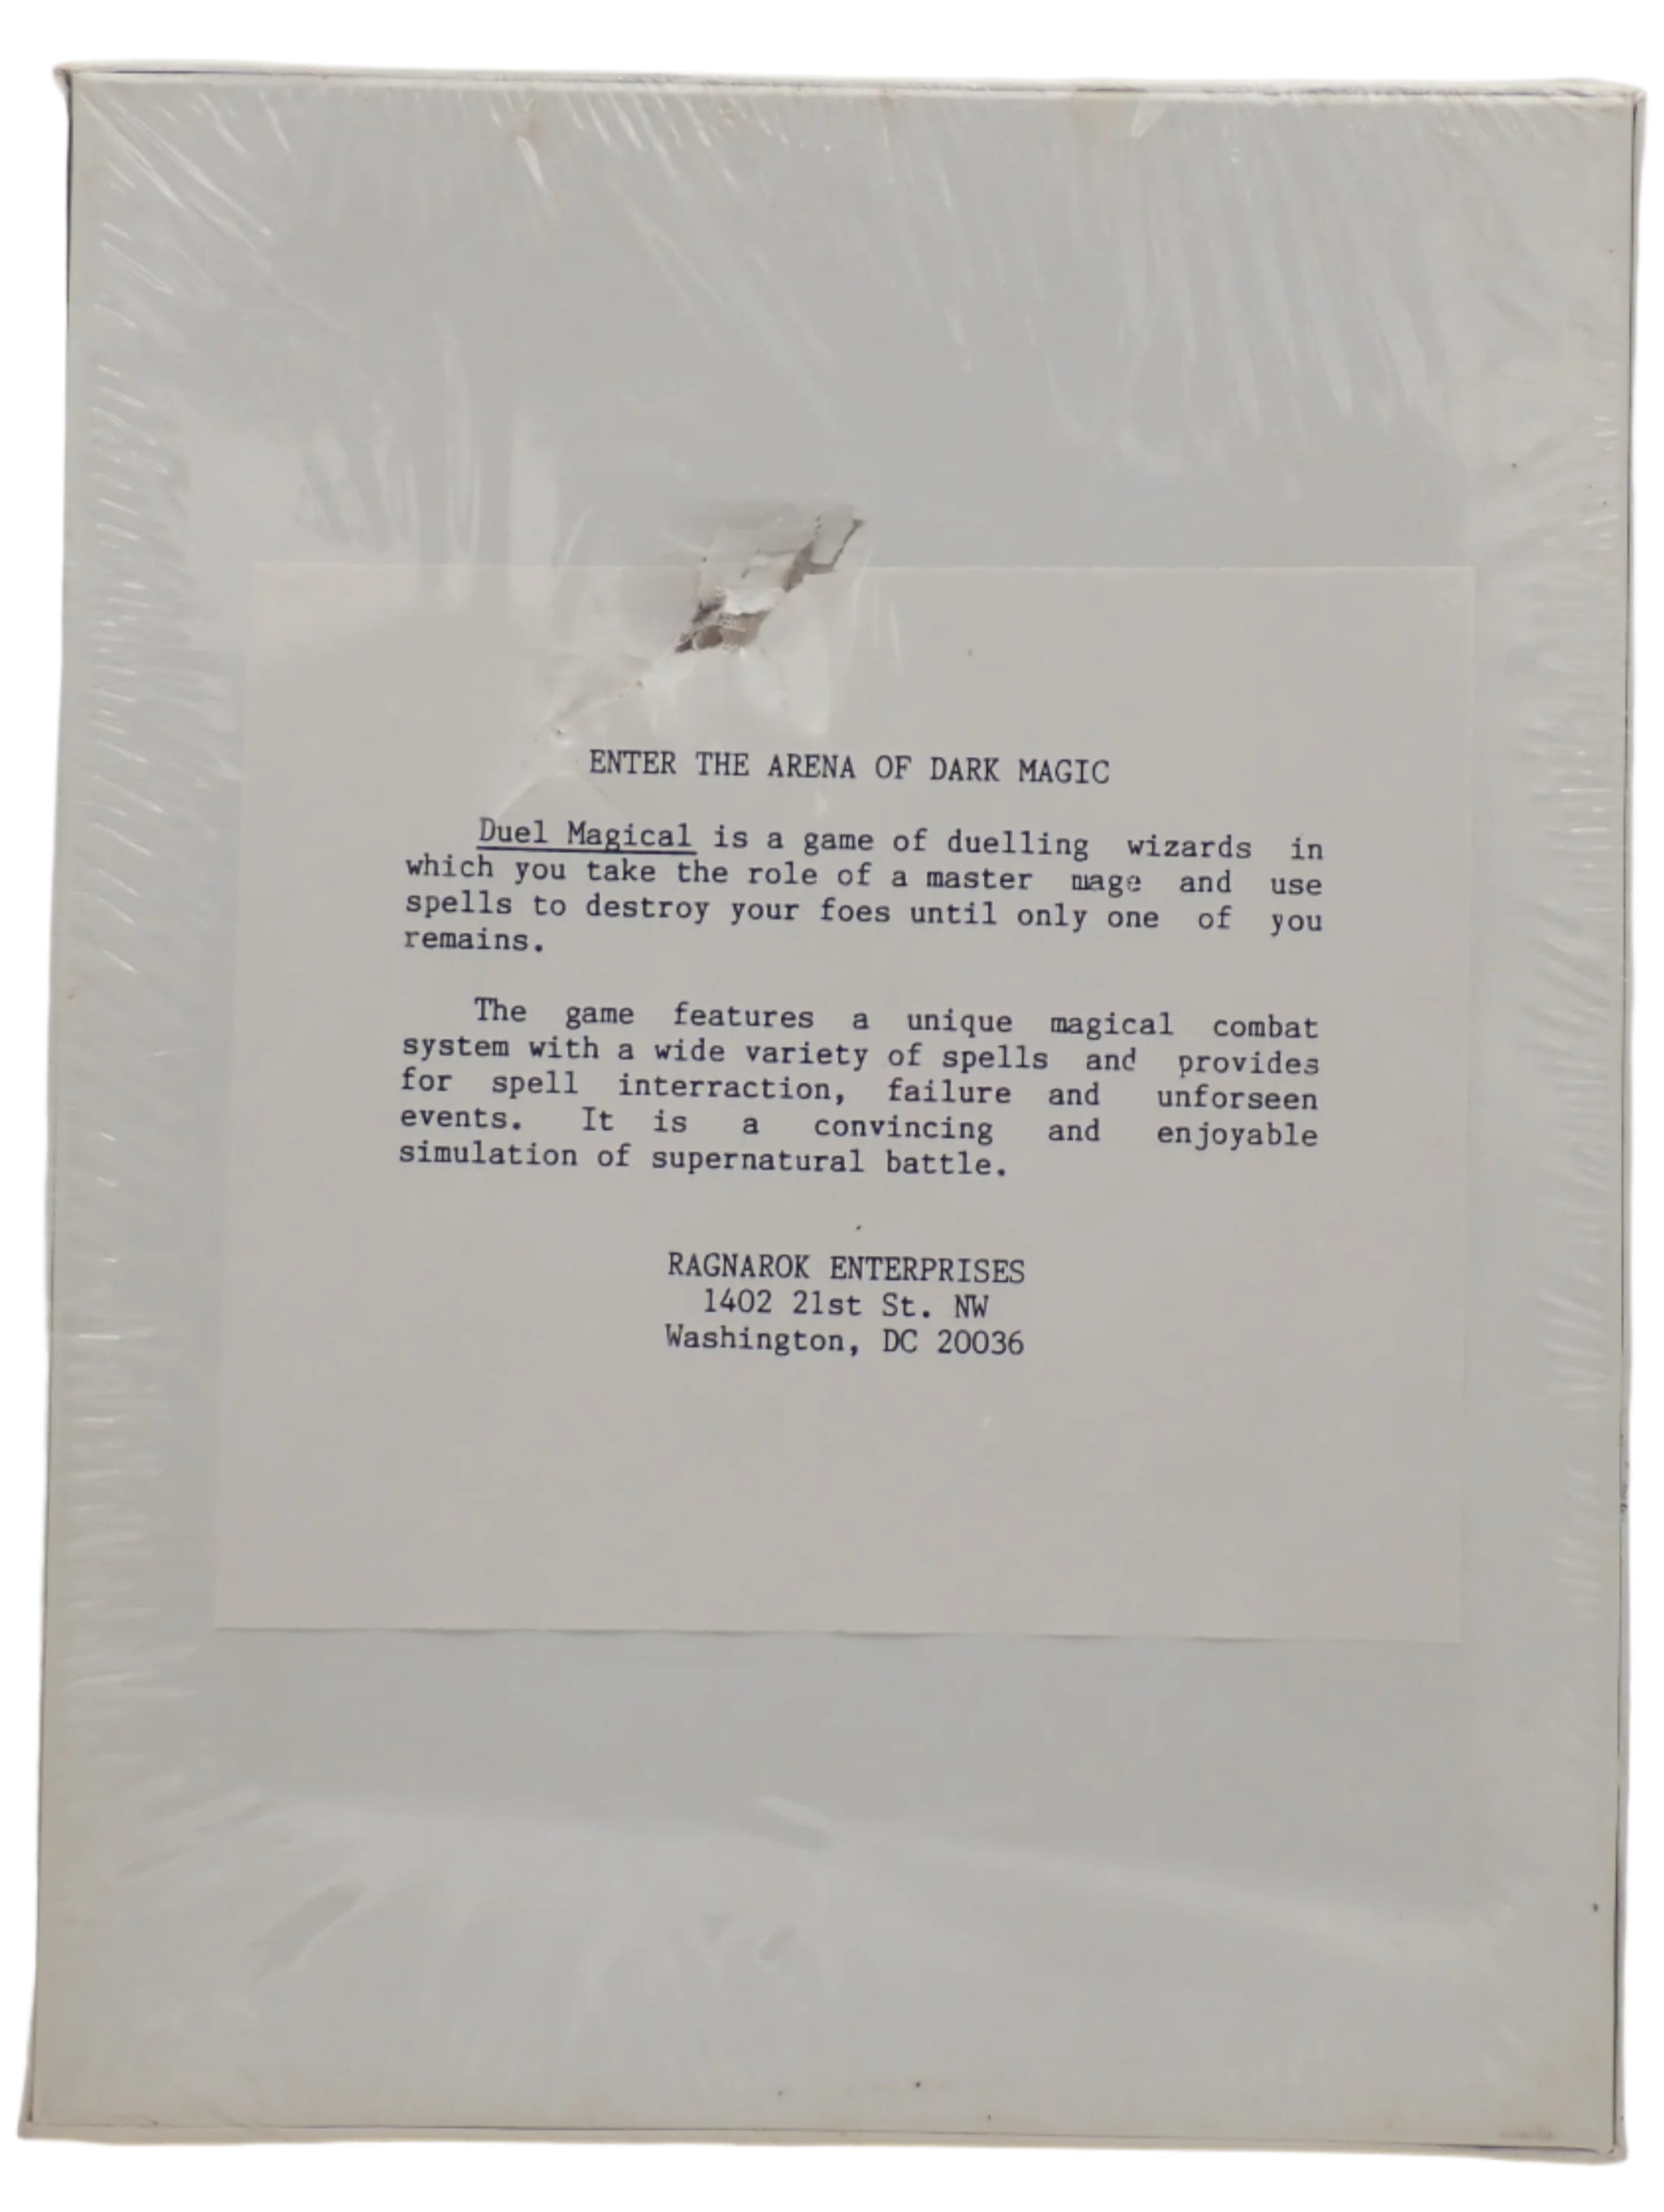 ENTER THE ARENA OF DARK MAGIC
Duel Magical is a game of duelling wizards in
which you take the role of a master mage and use
spells to destroy your foes until only one of you
remains.
The game features a unique magical combat
system with a wide variety of spells and provides
for spell interraction, failure and unforseen
events. It is a convincing and enjoyable
simulation of supernatural battle.
RAGNAROK ENTERPRISES
1402 21st St. NW
Washington, DC 20036